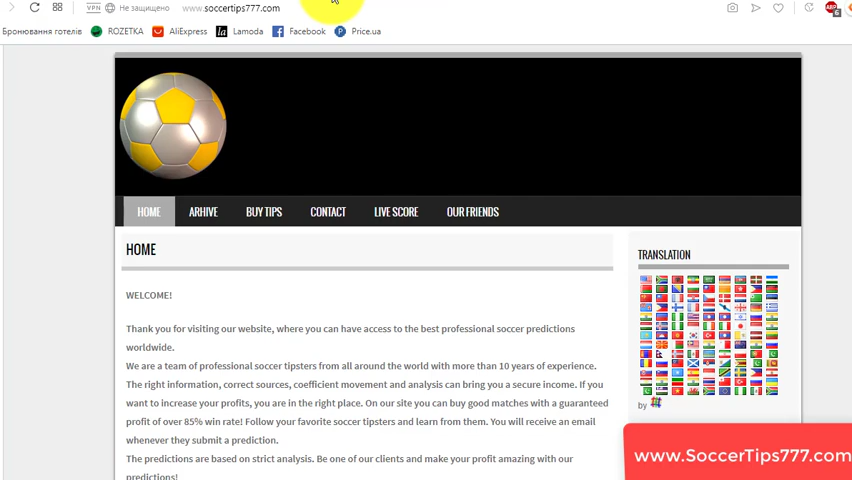 VPN Не защищено www.soccertips777.com
Бронювання готелів ROZETKA AliExpress la Lamoda Facebook P Price.ua
HOME ARHIVE BUY TIPS CONTACT LIVE SCORE OUR FRIENDS
HOME
TRANSLATION
WELCOME!
Thank you for visiting our website, where you can have access to the best professional soccer predictions
worldwide.
We are a team of professional soccer tipsters from all around the world with more than 10 years of experience.
The right information, correct sources, coefficient movement and analysis can bring you a secure income. If you
want to increase your profits, you are in the right place. On our site you can buy good matches with a guaranteed
profit of over 85% win rate! Follow your favorite soccer tipsters and learn from them. You will receive an email
whenever they submit a prediction.
The predictions are based on strict analysis. Be one of our clients and make your profit amazing with our
predictions!
by
www.SoccerTips777.com